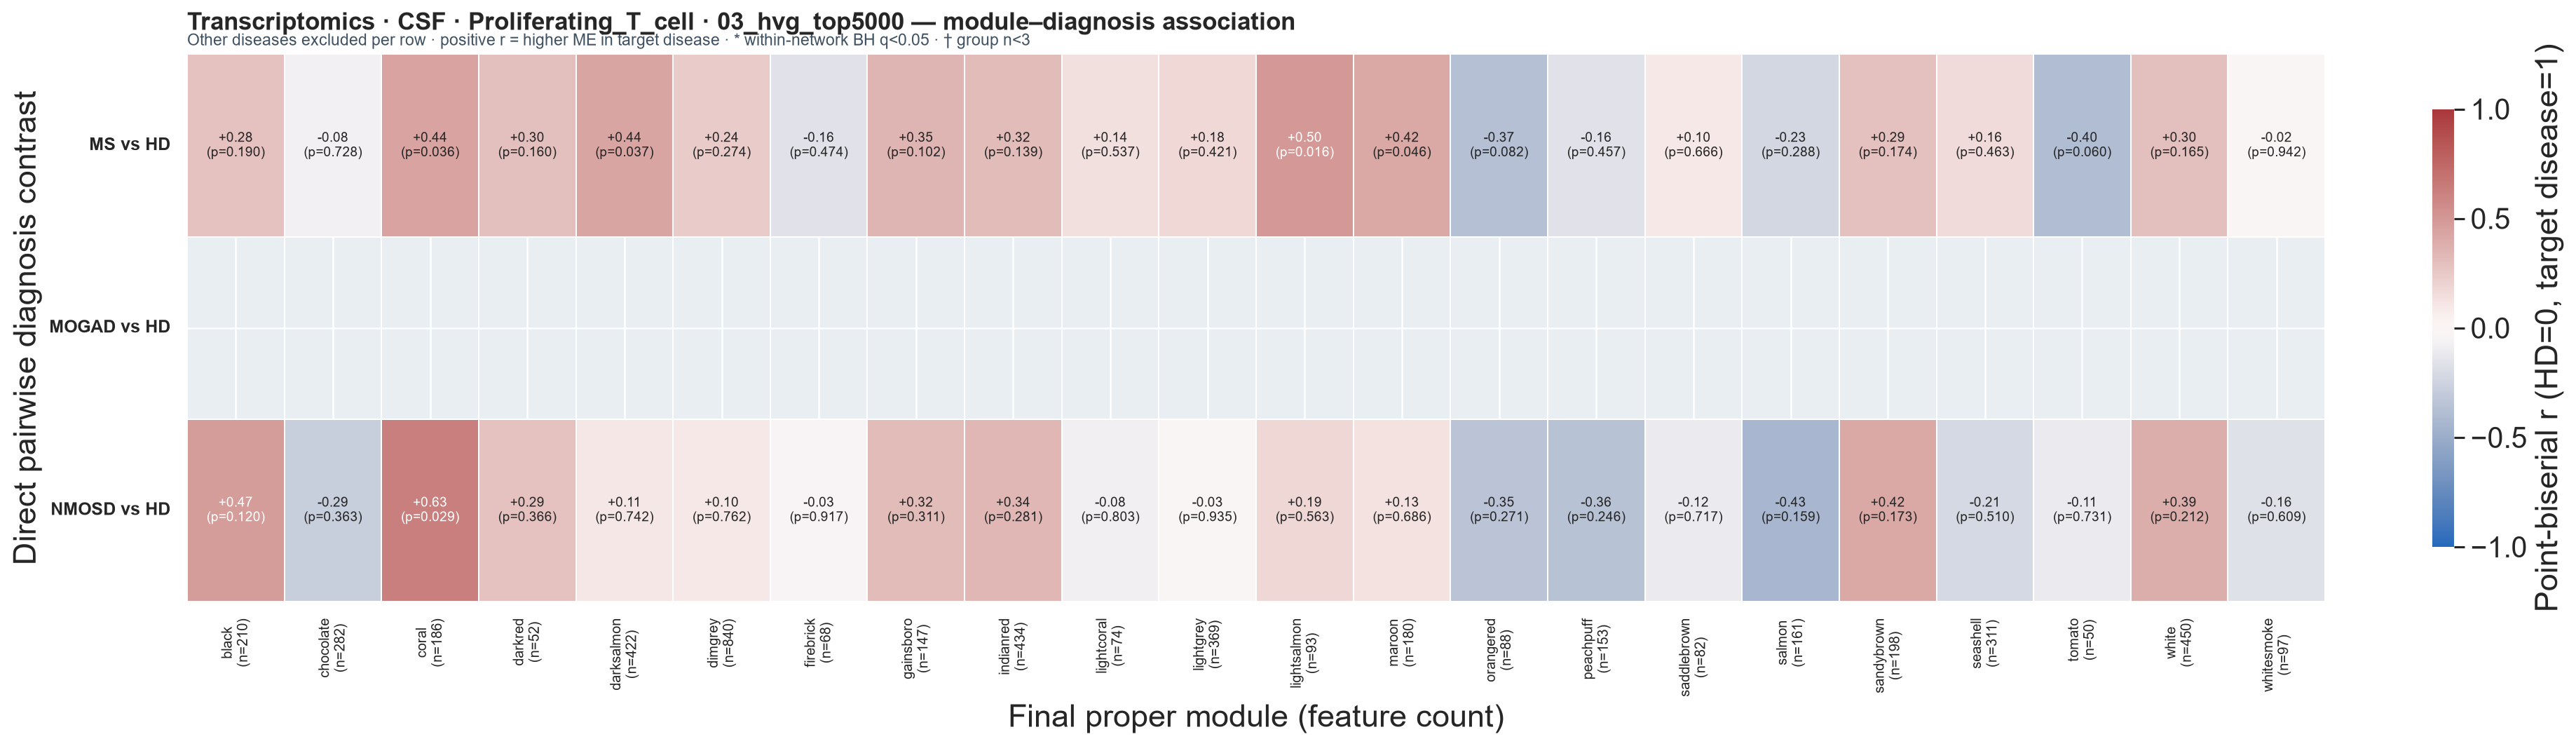 Transcriptomics · CSF · Proliferating_T_cell · 03_hvg_top5000 — module–diagnosis association
Other diseases excluded per row · positive r = higher ME in target disease · * within-network BH q<0.05 · † group n<3
Direct pairwise diagnosis contrast
MS vs HD
+0.28
(p=0.190)
-0.08
(p=0.728)
+0.44
(p=0.036)
+0.30
(p=0.160)
+0.44
(p=0.037)
+0.24
(p=0.274)
-0.16
(p=0.474)
+0.35
(p=0.102)
+0.32
(p=0.139)
+0.14
(p=0.537)
+0.18
(p=0.421)
+0.50
(p=0.016)
+0.42
(p=0.046)
-0.37
(p=0.082)
-0.16
(p=0.457)
+0.10
(p=0.666)
-0.23
(p=0.288)
+0.29
(p=0.174)
+0.16
(p=0.463)
-0.40
(p=0.060)
+0.30
(p=0.165)
-0.02
(p=0.942)
MOGAD vs HD
NMOSD vs HD
+0.47
(p=0.120)
-0.29
(p=0.363)
+0.63
(p=0.029)
+0.29
(p=0.366)
+0.11
(p=0.742)
+0.10
(p=0.762)
-0.03
(p=0.917)
+0.32
(p=0.311)
+0.34
(p=0.281)
-0.08
(p=0.803)
-0.03
(p=0.935)
+0.19
(p=0.563)
+0.13
(p=0.686)
-0.35
(p=0.271)
-0.36
(p=0.246)
-0.12
(p=0.717)
-0.43
(p=0.159)
+0.42
(p=0.173)
-0.21
(p=0.510)
-0.11
(p=0.731)
+0.39
(p=0.212)
-0.16
(p=0.609)
black
(n=210)
chocolate
(n=282)
coral
(n=186)
darkred
(n=52)
darksalmon
(n=422)
dimgrey
(n=840)
firebrick
(n=68)
gainsboro
(n=147)
indianred
(n=434)
lightcoral
(n=74)
lightgrey
(n=369)
lightsalmon
(n=93)
maroon
(n=180)
orangered
(n=88)
peachpuff
(n=153)
saddlebrown
(n=82)
salmon
(n=161)
sandybrown
(n=198)
seashell
(n=311)
tomato
(n=50)
white
(n=450)
whitesmoke
(n=97)
Final proper module (feature count)
1.0
0.5
0.0
−0.5
−1.0
Point-biserial r (HD=0, target disease=1)